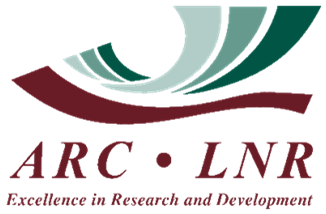 ARC • LNR
Excellence in Research and Development